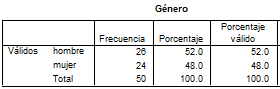 Género
Frecuencia Porcentaje Porcentaje válido
Válidos hombre 26 52.0 52.0
mujer 24 48.0 48.0
Total 50 100.0 100.0